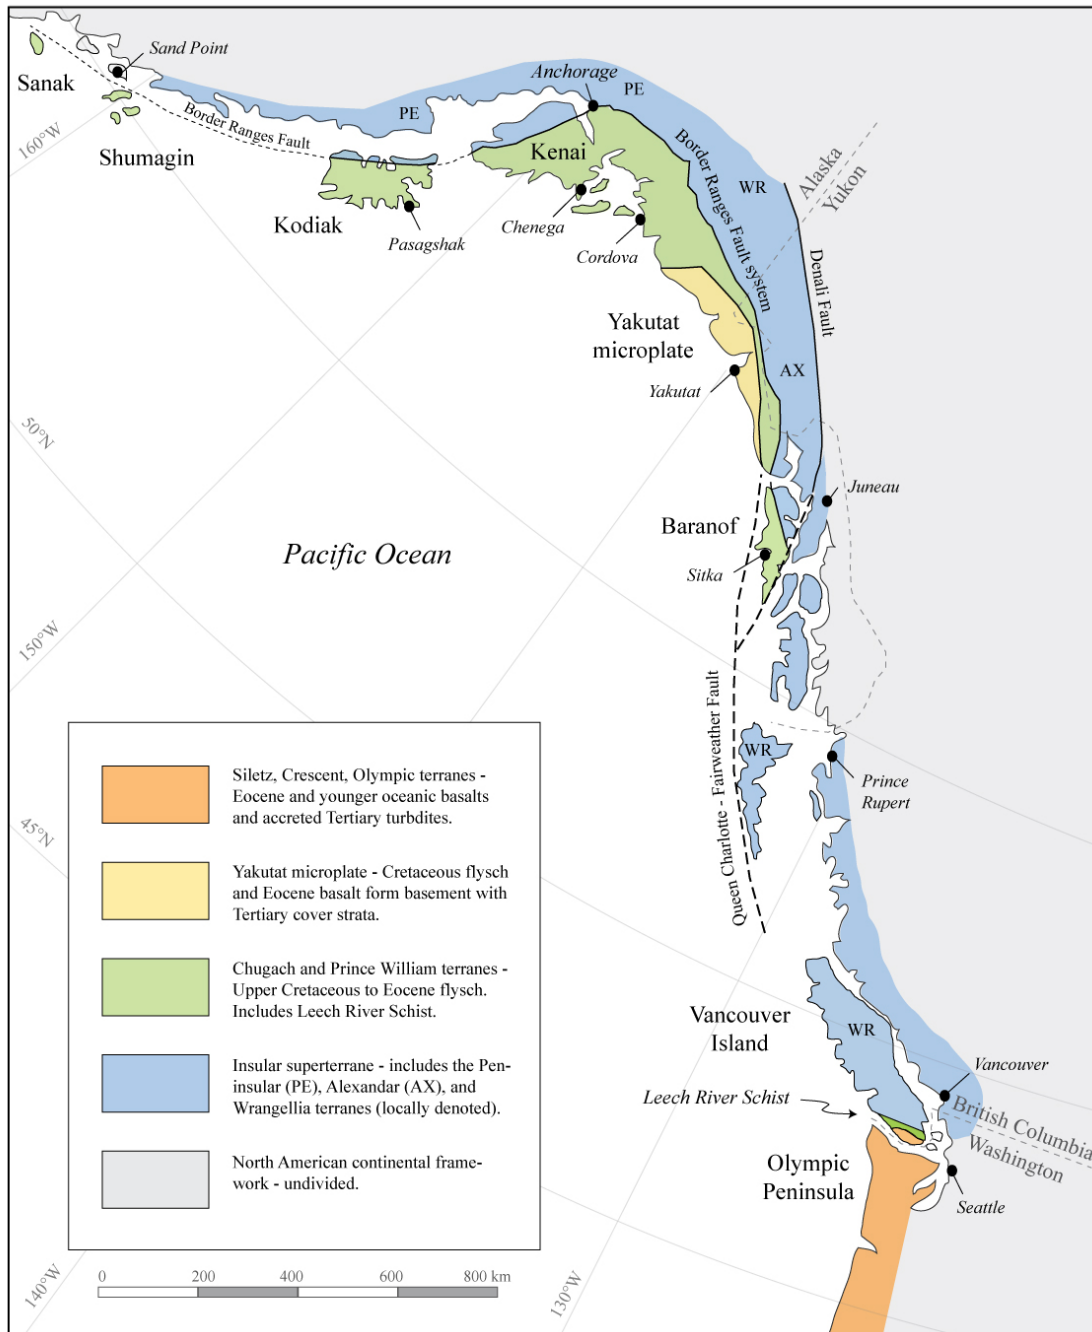 Sand Point
Sanak
160°W
Shumagin
Border Ranges Fault
PE
Anchorage
PE
Kenai
Border Ranges Fault system
WR
Alaska
Yukon
Kodiak
Pasagshak
Chenega
Cordova
Denali Fault
Yakutat
microplate
AX
Yakutat
50°N
Juneau
Baranof
Pacific Ocean
Sitka
150°W
Queen Charlotte - Fairweather Fault
WR
Prince
Rupert
45°N
Siletz, Crescent, Olympic terranes -
Eocene and younger oceanic basalts
and accreted Tertiary turbdites.
Yakutat microplate - Cretaceous flysch
and Eocene basalt form basement with
Tertiary cover strata.
Chugach and Prince William terranes -
Upper Cretaceous to Eocene flysch.
Includes Leech River Schist.
Insular superterrane - includes the Pen-
insular (PE), Alexandar (AX), and
Wrangellia terranes (locally denoted).
North American continental frame-
work - undivided.
Vancouver
Island
WR
Vancouver
Leech River Schist
British Columbia
Washington
Olympic
Peninsula
Seattle
0 200 400 600 800 km
140°W
130°W